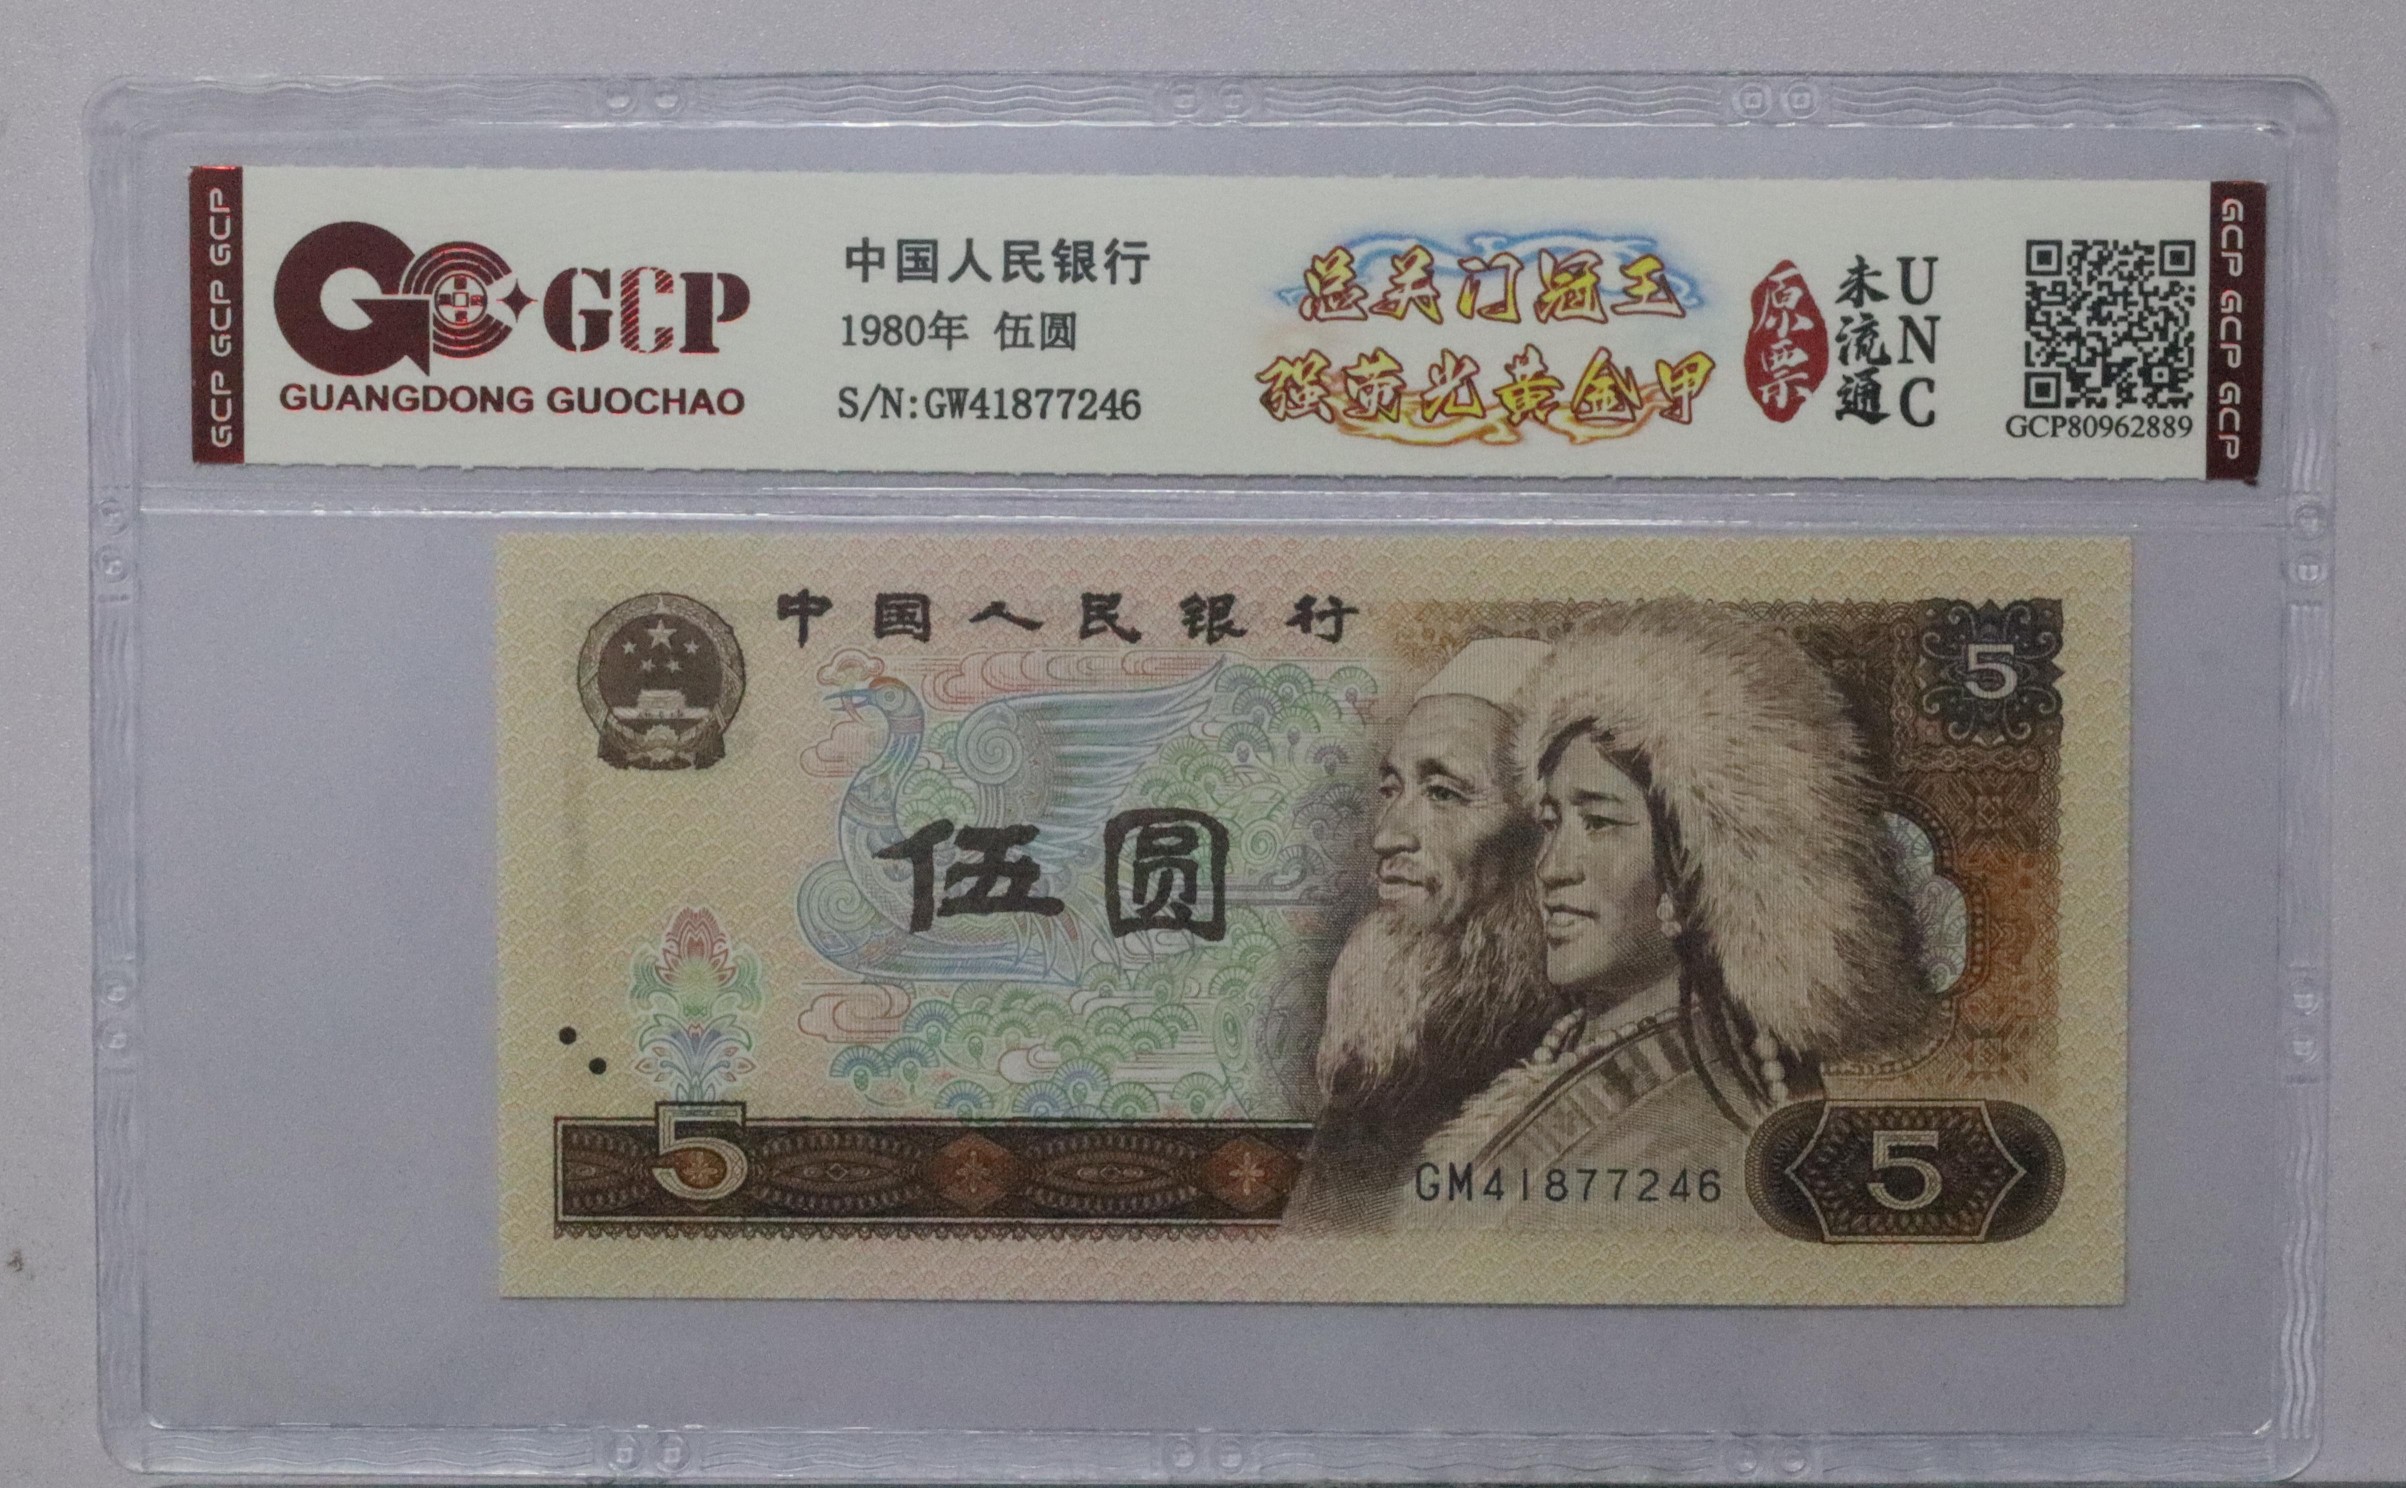 GCP GCP GCP
GCP
GUANGDONG GUOCHAO
中国人民银行
1980年 伍圆
S/N:GW41877246
总关门冠王
强荧光黄金甲
原票
未流通
UNC
GCP80962889
GCP GCP GCP
中国人民银行
5
伍圆
5
GM41877246
5